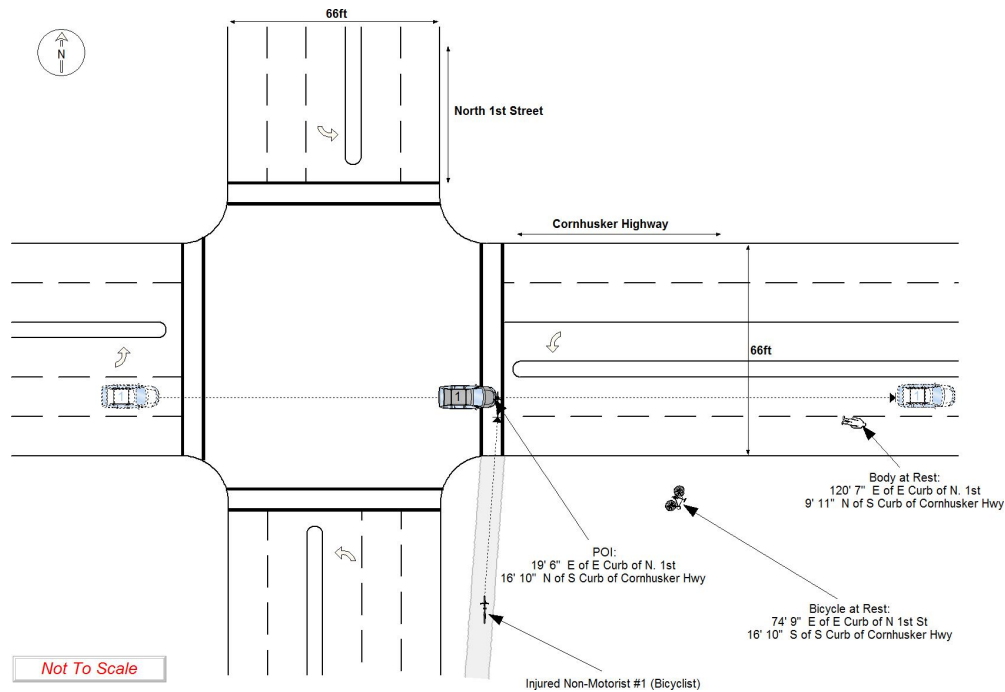 66ft
N
North 1st Street
Cornhusker Highway
66ft
1
1
1
Body at Rest:
120' 7" E of E Curb of N. 1st
9' 11" N of S Curb of Cornhusker Hwy
POI:
19' 6" E of E Curb of N. 1st
16' 10" N of S Curb of Cornhusker Hwy
Bicycle at Rest:
74' 9" E of E Curb of N 1st St
16' 10" S of S Curb of Cornhusker Hwy
Not To Scale
Injured Non-Motorist #1 (Bicyclist)